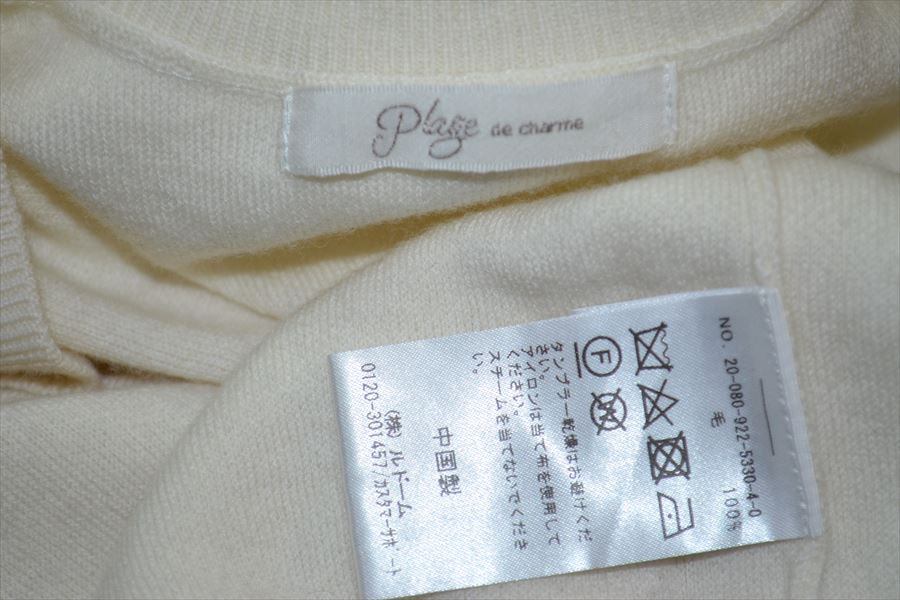 Plage de charme
NO. 20-080-922-5330-4-0
毛 100%
F
タンブラー乾燥はお避けくだ
さい。
アイロンは当て布を使用して
ください。
スチームを当てないでくださ
い。
中国製
(株)ルドーム
0120-301457/カスタマーサポート